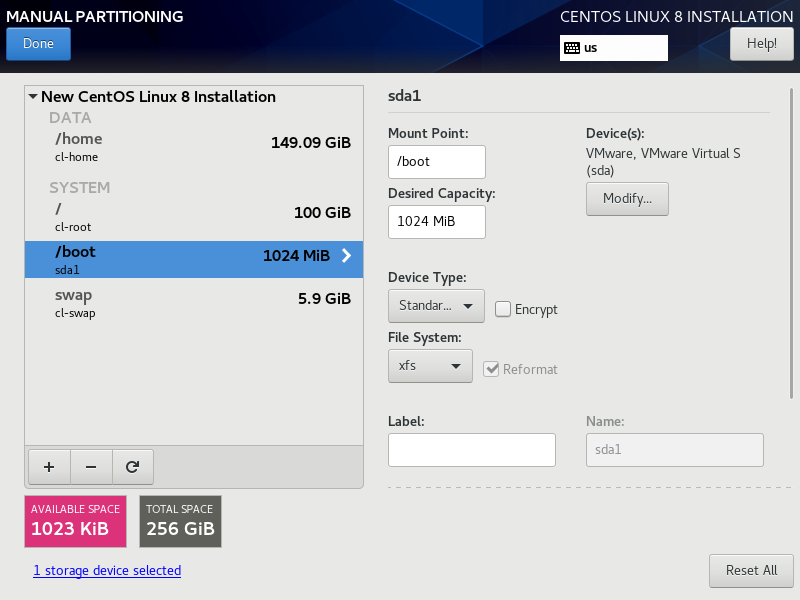 MANUAL PARTITIONING
CENTOS LINUX 8 INSTALLATION
Done
us
Help!
New CentOS Linux 8 Installation
DATA
/home
149.09 GiB
cl-home
SYSTEM
/
100 GiB
cl-root
/boot
1024 MiB
sda1
swap
5.9 GiB
cl-swap
+ −
AVAILABLE SPACE
1023 KiB
TOTAL SPACE
256 GiB
1 storage device selected
sda1
Mount Point:
/boot
Desired Capacity:
1024 MiB
Device(s):
VMware, VMware Virtual S
(sda)
Modify...
Device Type:
Standar...
Encrypt
File System:
xfs
Reformat
Label:
Name:
sda1
Reset All